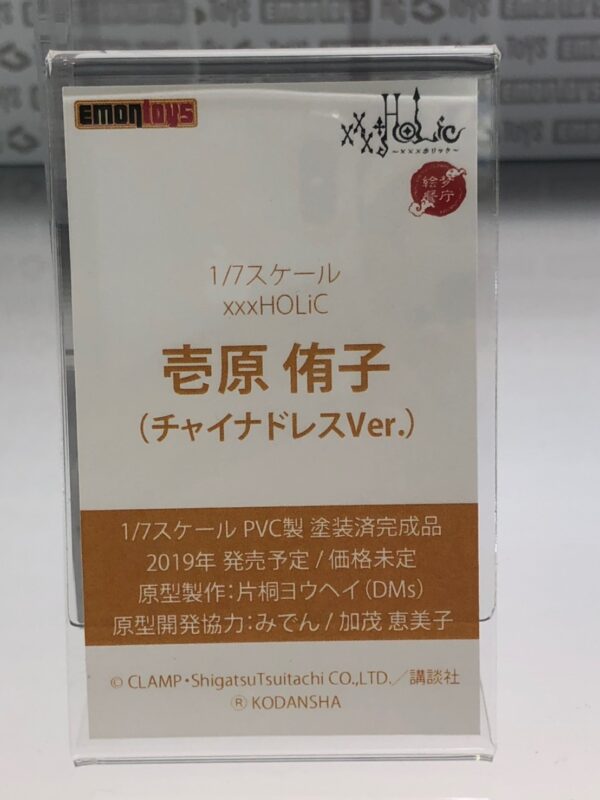 EMONtoys
xxxHOLiC
〜×××ホリック〜
1/7スケール
xxxHOLiC
壱原 侑子
(チャイナドレスVer.)
1/7スケール PVC製 塗装済完成品
2019年 発売予定 / 価格未定
原型製作:片桐ヨウヘイ(DMs)
原型開発協力:みでん / 加茂 恵美子
© CLAMP・ShigatsuTsuitachi CO.,LTD.／講談社
Ⓡ KODANSHA